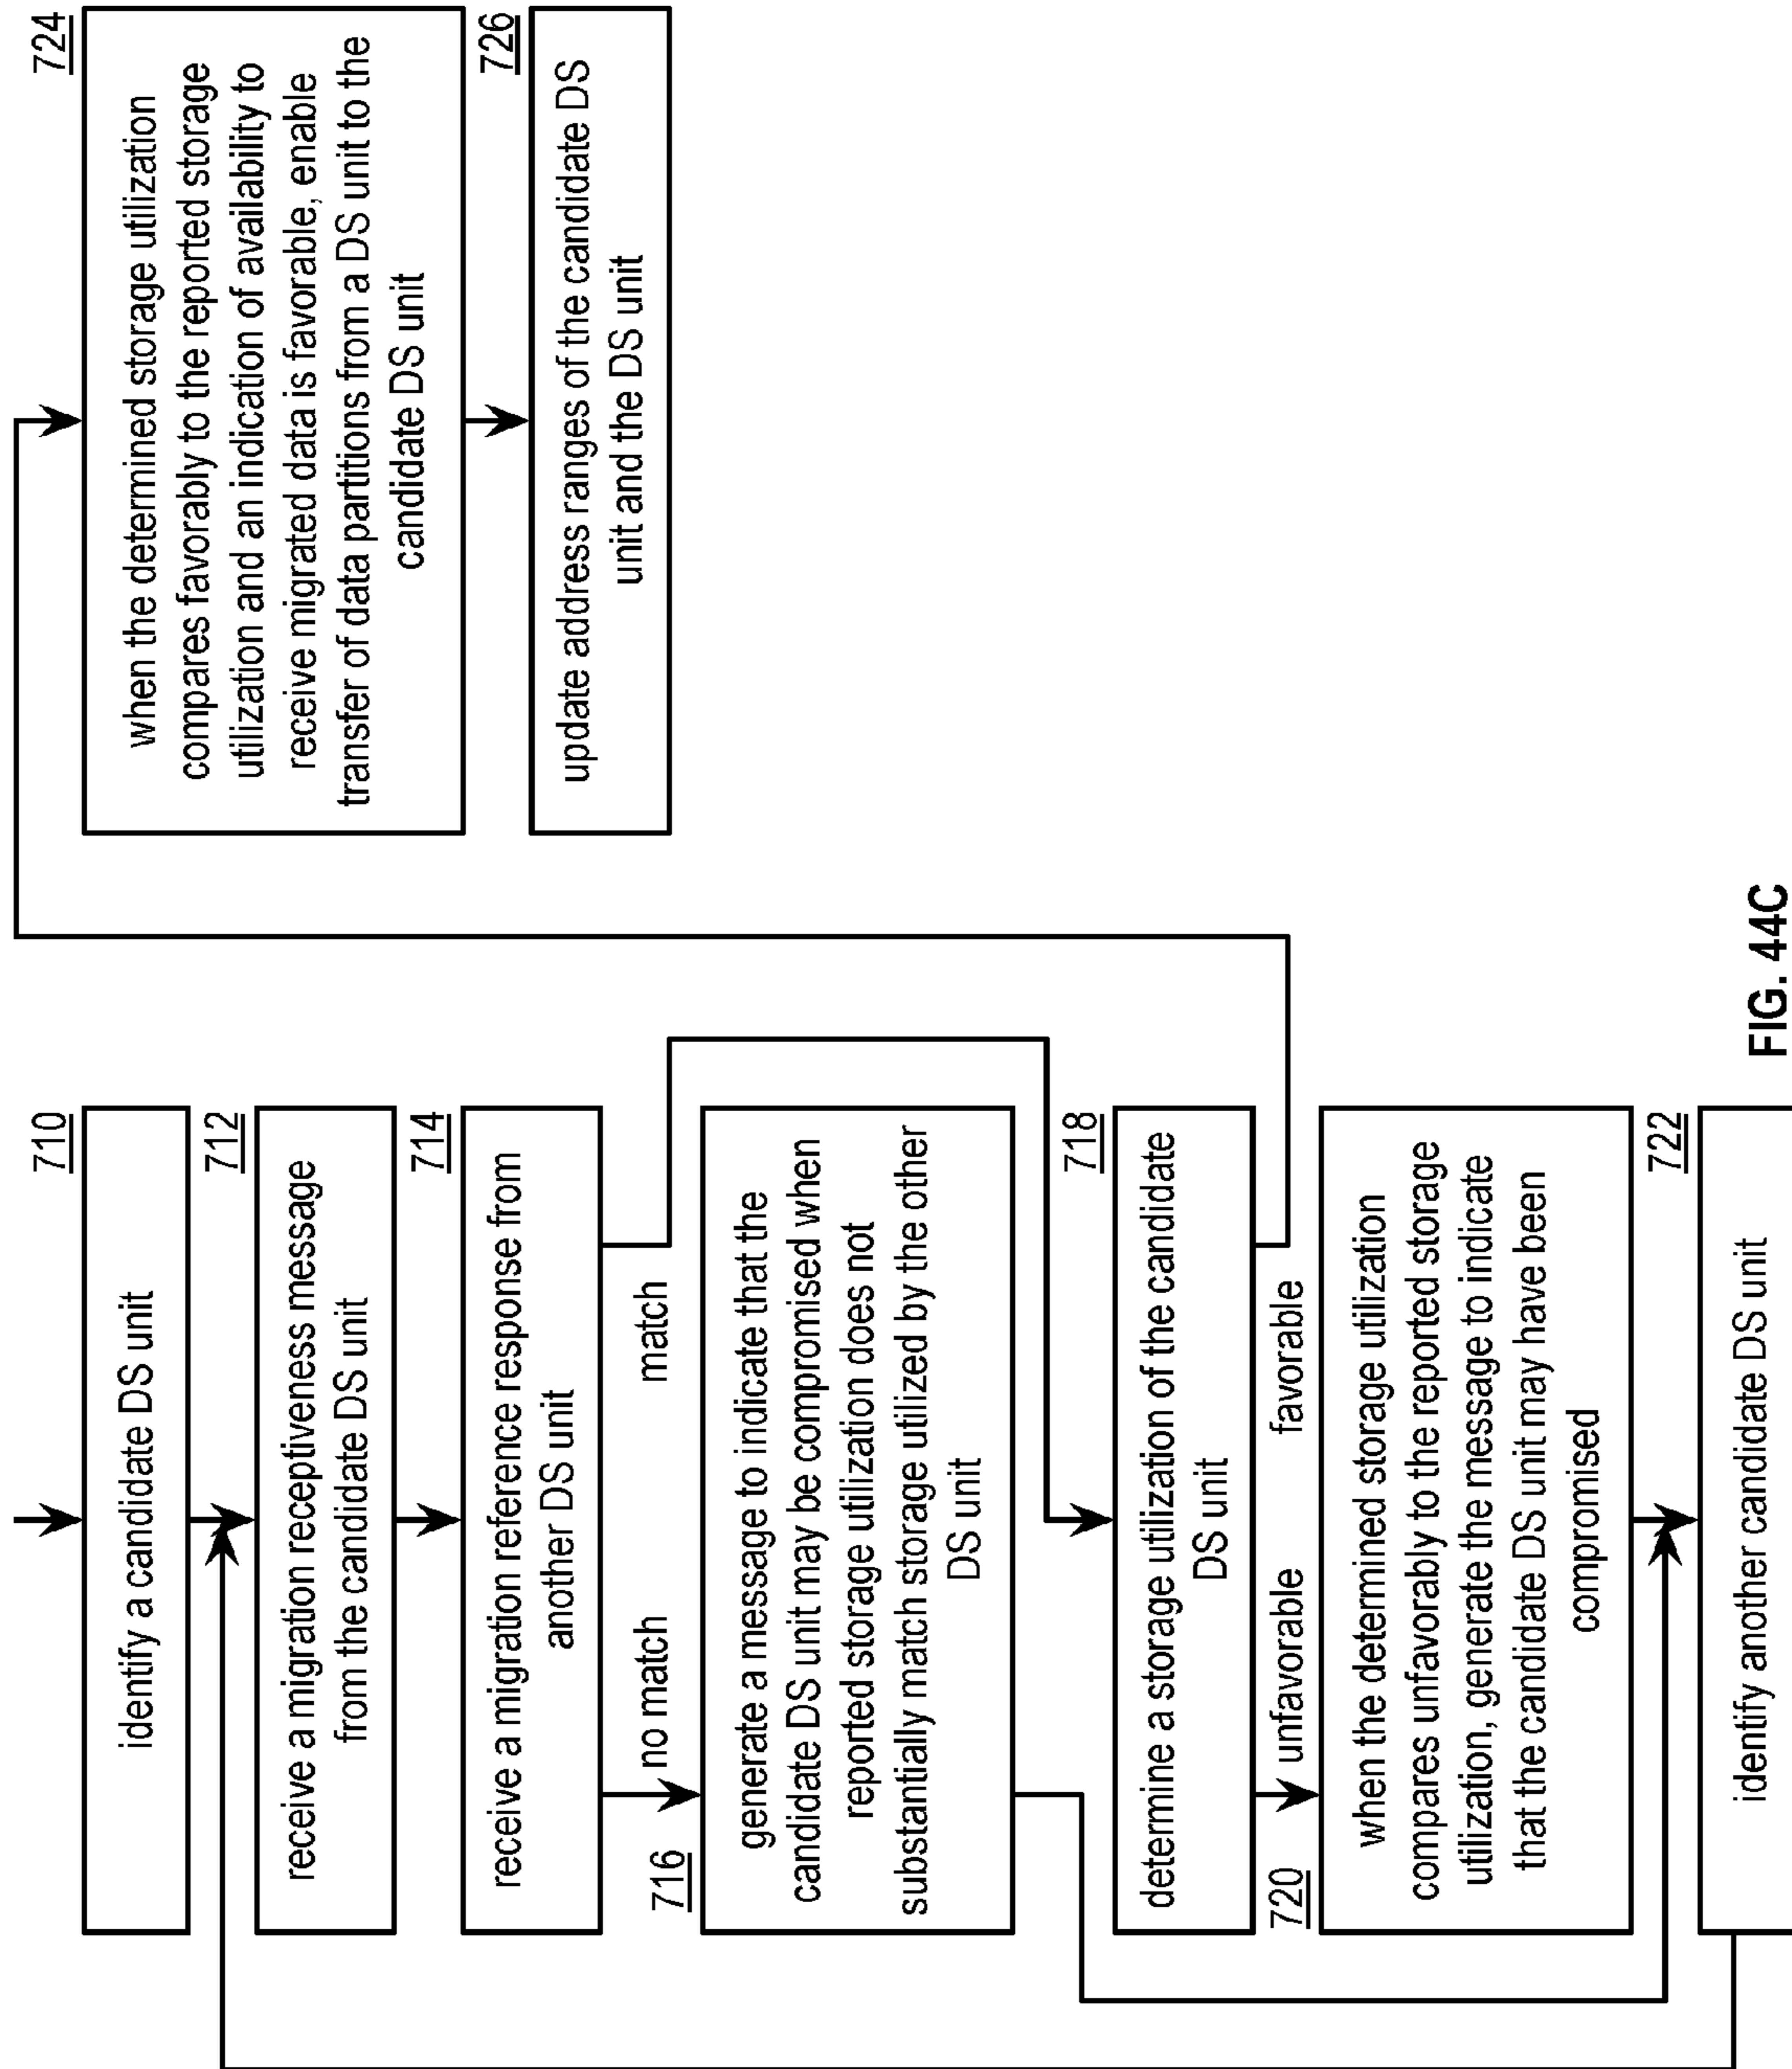 710
identify a candidate DS unit
712
receive a migration receptiveness message
from the candidate DS unit
714
receive a migration reference response from
another DS unit
no match
match
716
generate a message to indicate that the
candidate DS unit may be compromised when
reported storage utilization does not
substantially match storage utilized by the other
DS unit
718
determine a storage utilization of the candidate
DS unit
unfavorable
favorable
720
when the determined storage utilization
compares unfavorably to the reported storage
utilization, generate the message to indicate
that the candidate DS unit may have been
compromised
722
identify another candidate DS unit
724
when the determined storage utilization
compares favorably to the reported storage
utilization and an indication of availability to
receive migrated data is favorable, enable
transfer of data partitions from a DS unit to the
candidate DS unit
726
update address ranges of the candidate DS
unit and the DS unit
FIG. 44C